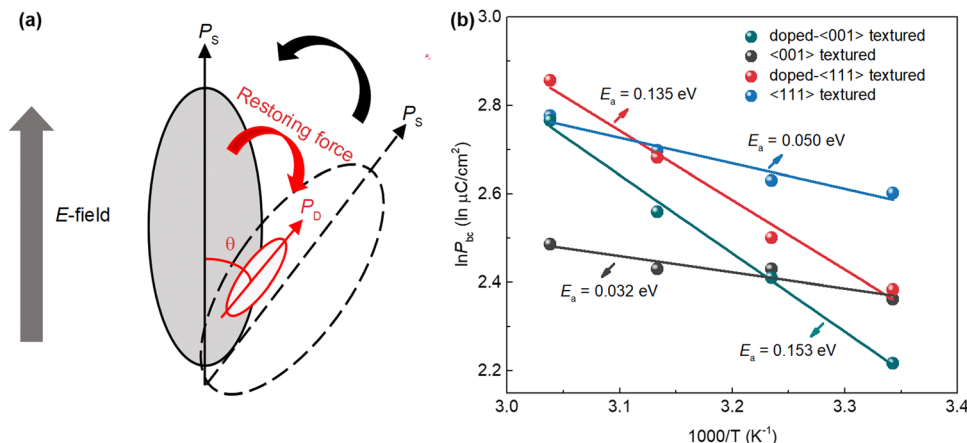 (a)
P_S
P_S
Restoring force
P_D
θ
E-field
(b)
lnP_bc (ln μC/cm²)
3.0
2.8
2.6
2.4
2.2
doped-<001> textured
<001> textured
doped-<111> textured
<111> textured
E_a = 0.135 eV
E_a = 0.050 eV
E_a = 0.032 eV
E_a = 0.153 eV
3.0 3.1 3.2 3.3 3.4
1000/T (K⁻¹)